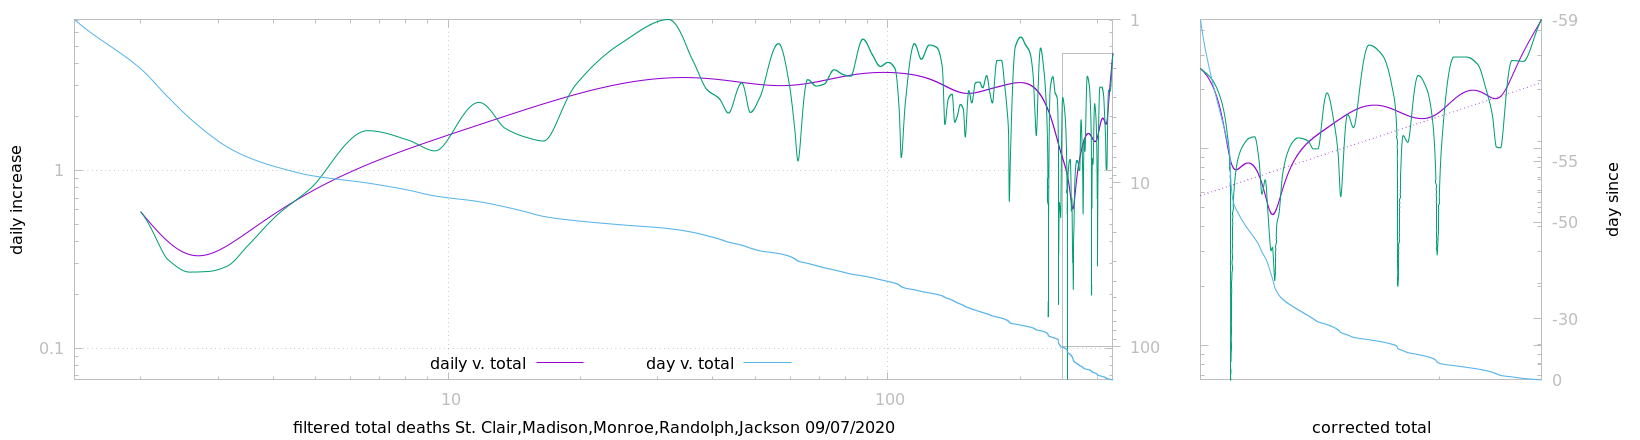 1
-59
daily increase
1
10
-55
-50
day since
0.1
daily v. total
day v. total
100
-30
0
10
100
filtered total deaths St. Clair,Madison,Monroe,Randolph,Jackson 09/07/2020
corrected total